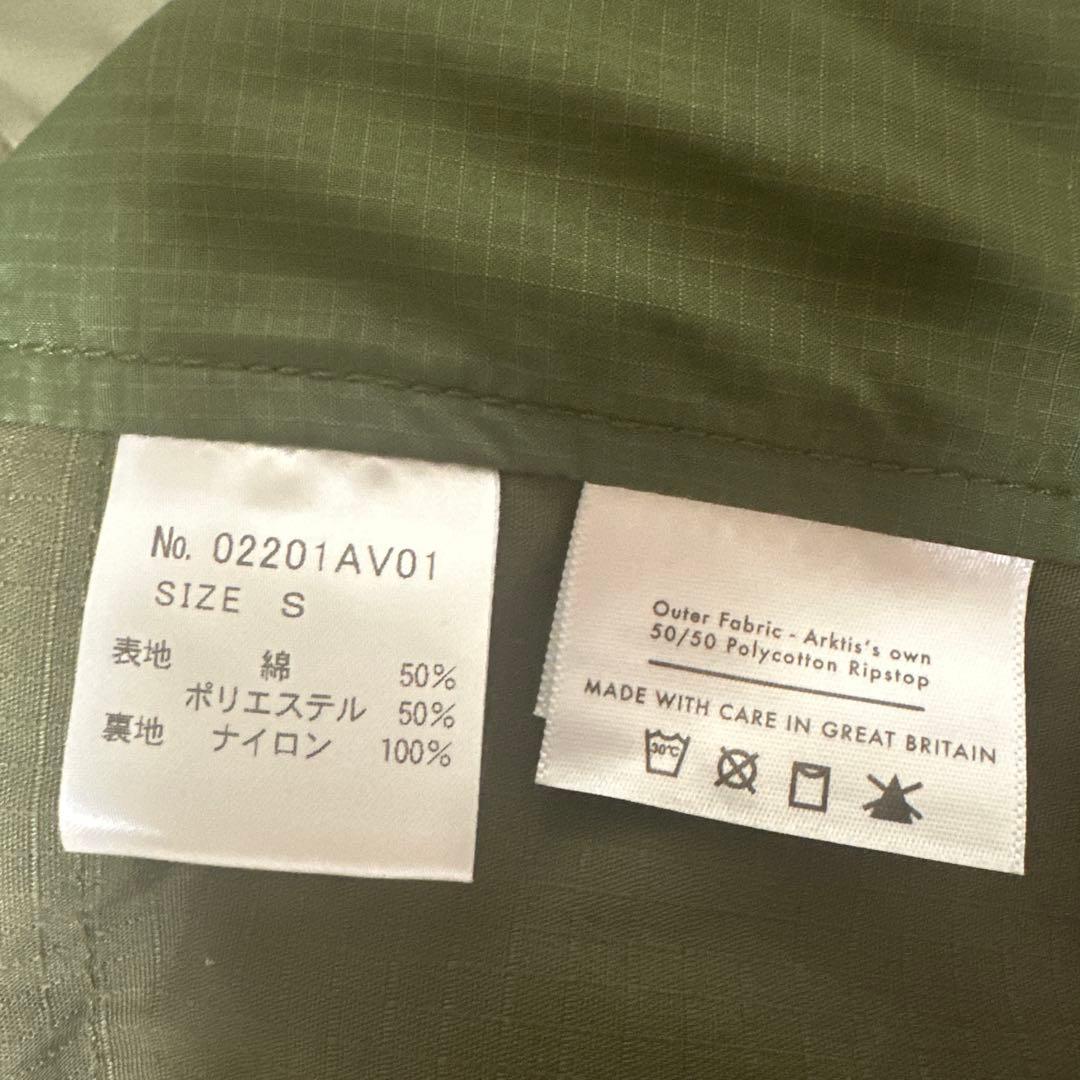 No. 02201AV01
SIZE S
表地 綿 50%
ポリエステル 50%
裏地 ナイロン 100%
Outer Fabric - Arktis's own
50/50 Polycotton Ripstop
MADE WITH CARE IN GREAT BRITAIN
30°C